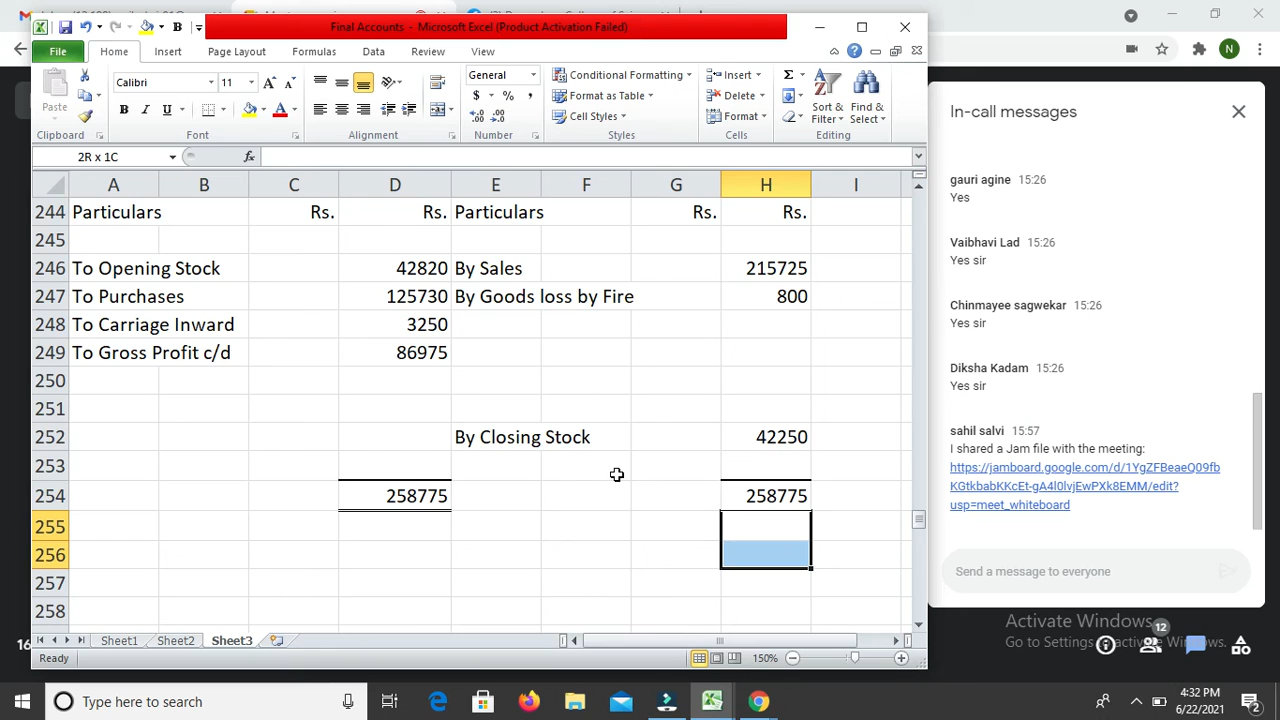 Final Accounts - Microsoft Excel (Product Activation Failed)
N
File Home Insert Page Layout Formulas Data Review View
Paste
Calibri 11
B I U
General
$ % ,
Conditional Formatting
Format as Table
Cell Styles
Insert
Delete
Format
Sort & Filter
Find & Select
Clipboard Font Alignment Number Styles Cells Editing
2R x 1C fx
A B C D E F G H I
244 Particulars Rs. Rs. Particulars Rs. Rs.
245
246 To Opening Stock 42820 By Sales 215725
247 To Purchases 125730 By Goods loss by Fire 800
248 To Carriage Inward 3250
249 To Gross Profit c/d 86975
250
251
252 By Closing Stock 42250
253
254 258775 258775
255
256
257
258
Sheet1 Sheet2 Sheet3
Ready 150%
In-call messages
gauri agine 15:26
Yes
Vaibhavi Lad 15:26
Yes sir
Chinmayee sagwekar 15:26
Yes sir
Diksha Kadam 15:26
Yes sir
sahil salvi 15:57
I shared a Jam file with the meeting:
https://jamboard.google.com/d/1YgZFBeaeQ09fb
KGtkbabKKcEt-gA4l0lvjEwPXk8EMM/edit?
usp=meet_whiteboard
Send a message to everyone
Activate Windows
Go to Settings to activate Windows.
12
16
Type here to search
4:32 PM
6/22/2021
2